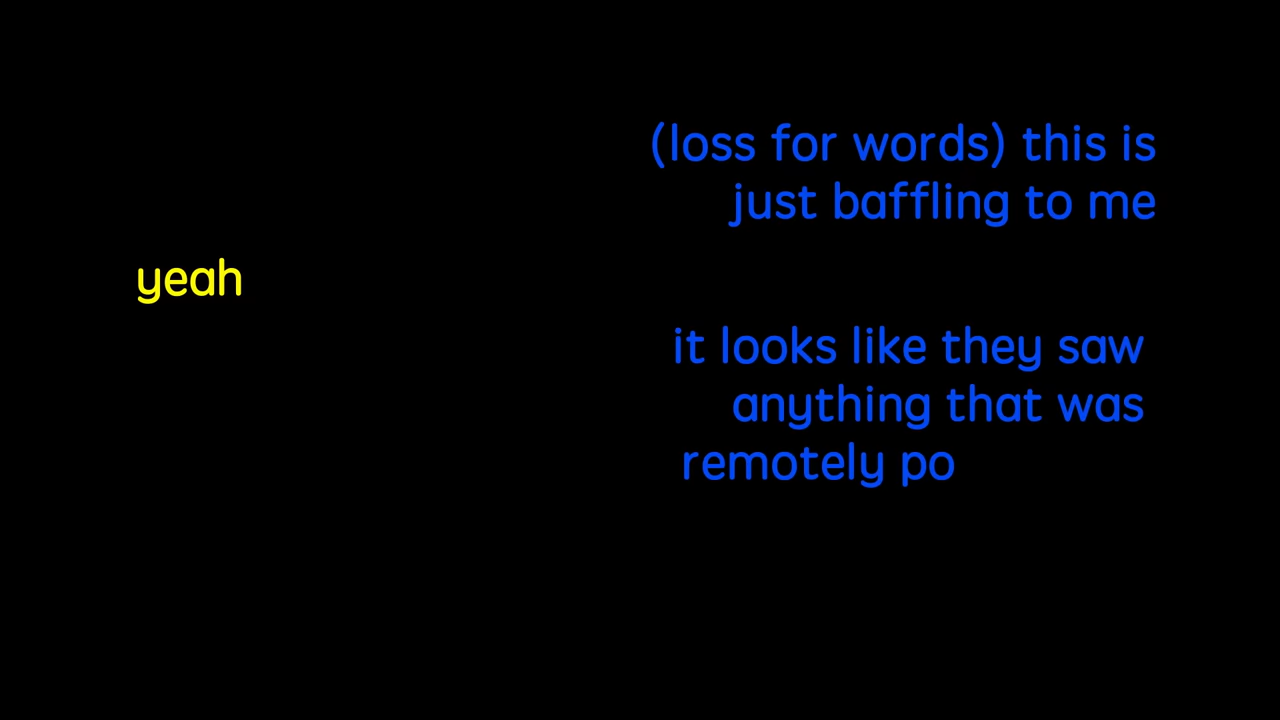 (loss for words) this is
just baffling to me
yeah
it looks like they saw
anything that was
remotely po